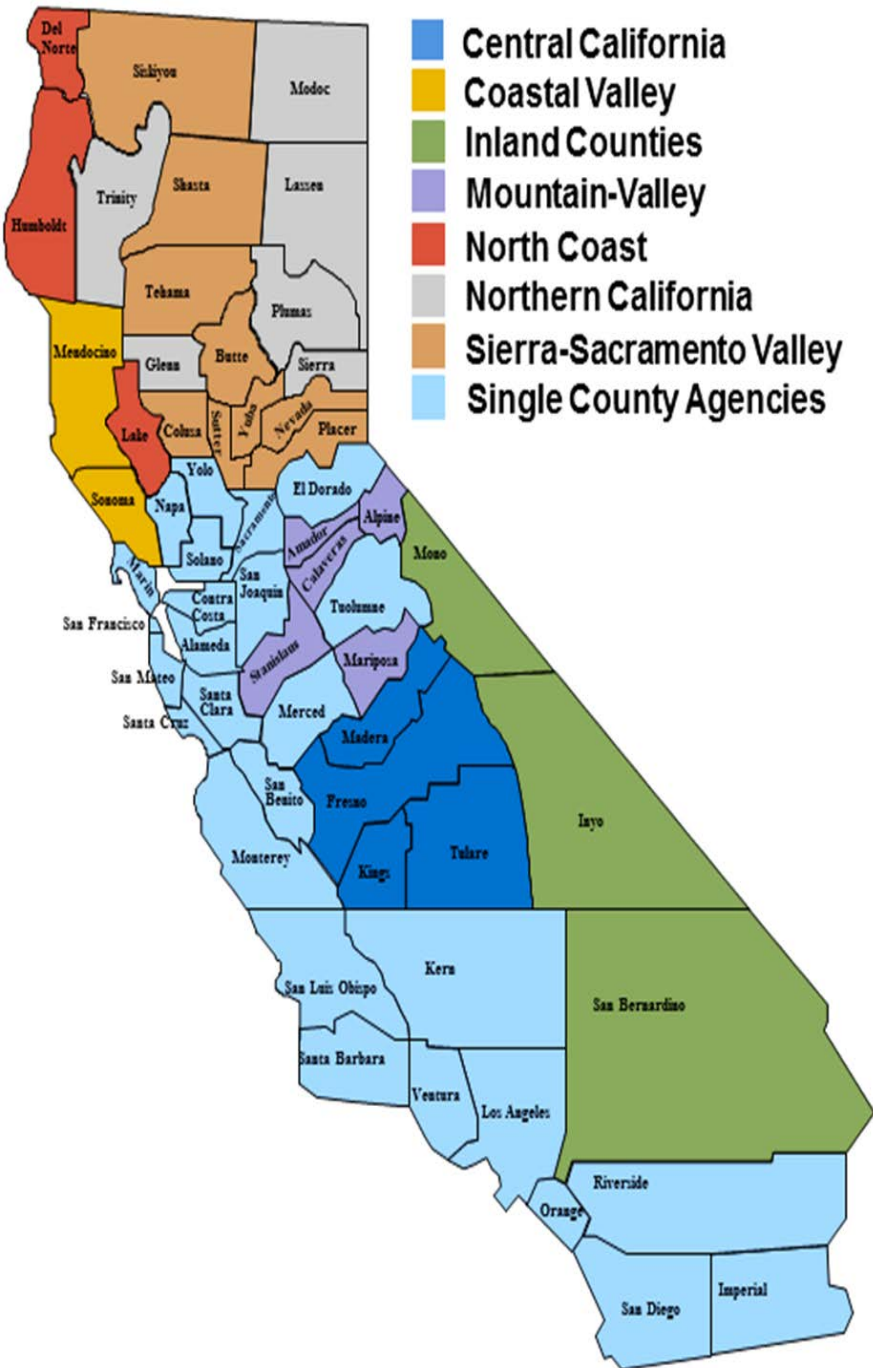 Central California
Coastal Valley
Inland Counties
Mountain-Valley
North Coast
Northern California
Sierra-Sacramento Valley
Single County Agencies
Del
Norte
Siskiyou
Modoc
Humboldt
Trinity
Shasta
Lassen
Tehama
Plumas
Mendocino
Glenn
Butte
Sierra
Lake
Colusa
Sutter
Yuba
Nevada
Placer
Yolo
Sonoma
Napa
Sacramento
El Dorado
Solano
Amador
Alpine
Calaveras
Mono
Marin
San
Joaquin
Contra
Costa
Tuolumne
San Francisco
Alameda
Stanislaus
Mariposa
San Mateo
Santa
Clara
Merced
Santa Cruz
Madera
San
Benito
Fresno
Inyo
Monterey
Kings
Tulare
San Luis Obispo
Kern
San Bernardino
Santa Barbara
Ventura
Los Angeles
Riverside
Orange
San Diego
Imperial